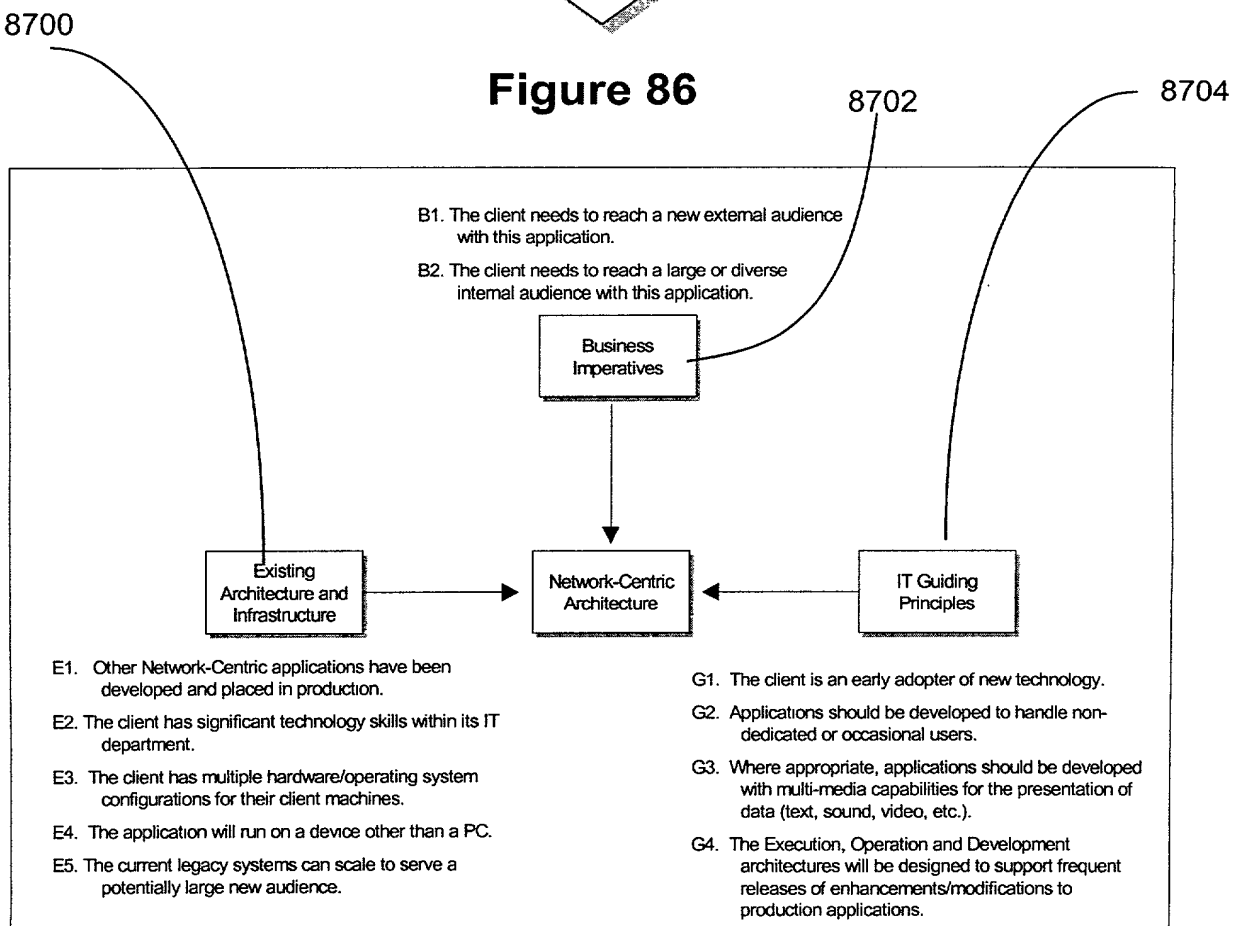 8700
Figure 86
8702
8704
B1. The client needs to reach a new external audience
with this application.
B2. The client needs to reach a large or diverse
internal audience with this application.
Business
Imperatives
Existing
Architecture and
Infrastructure
Network-Centric
Architecture
IT Guiding
Principles
E1. Other Network-Centric applications have been
developed and placed in production.
E2. The client has significant technology skills within its IT
department.
E3. The client has multiple hardware/operating system
configurations for their client machines.
E4. The application will run on a device other than a PC.
E5. The current legacy systems can scale to serve a
potentially large new audience.
G1. The client is an early adopter of new technology.
G2. Applications should be developed to handle non-
dedicated or occasional users.
G3. Where appropriate, applications should be developed
with multi-media capabilities for the presentation of
data (text, sound, video, etc.).
G4. The Execution, Operation and Development
architectures will be designed to support frequent
releases of enhancements/modifications to
production applications.